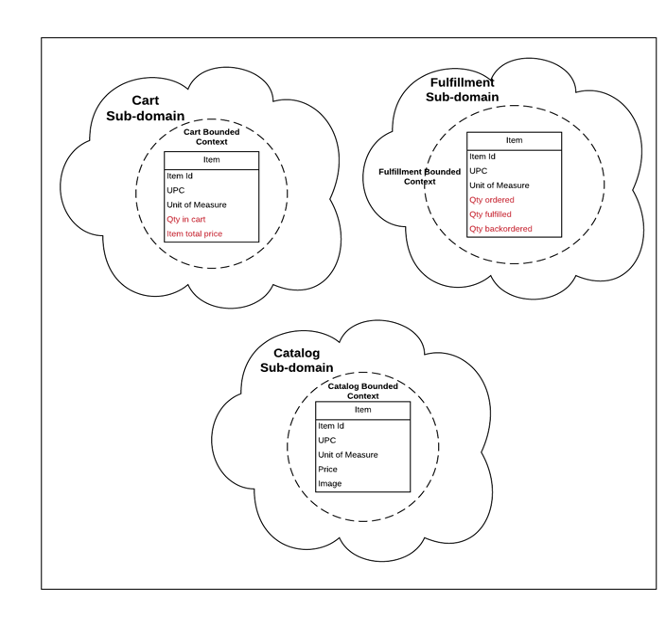 Cart
Sub-domain
Cart Bounded
Context
Item
Item Id
UPC
Unit of Measure
Qty in cart
Item total price
Fulfillment
Sub-domain
Fulfillment Bounded
Context
Item
Item Id
UPC
Unit of Measure
Qty ordered
Qty fulfilled
Qty backordered
Catalog
Sub-domain
Catalog Bounded
Context
Item
Item Id
UPC
Unit of Measure
Price
Image